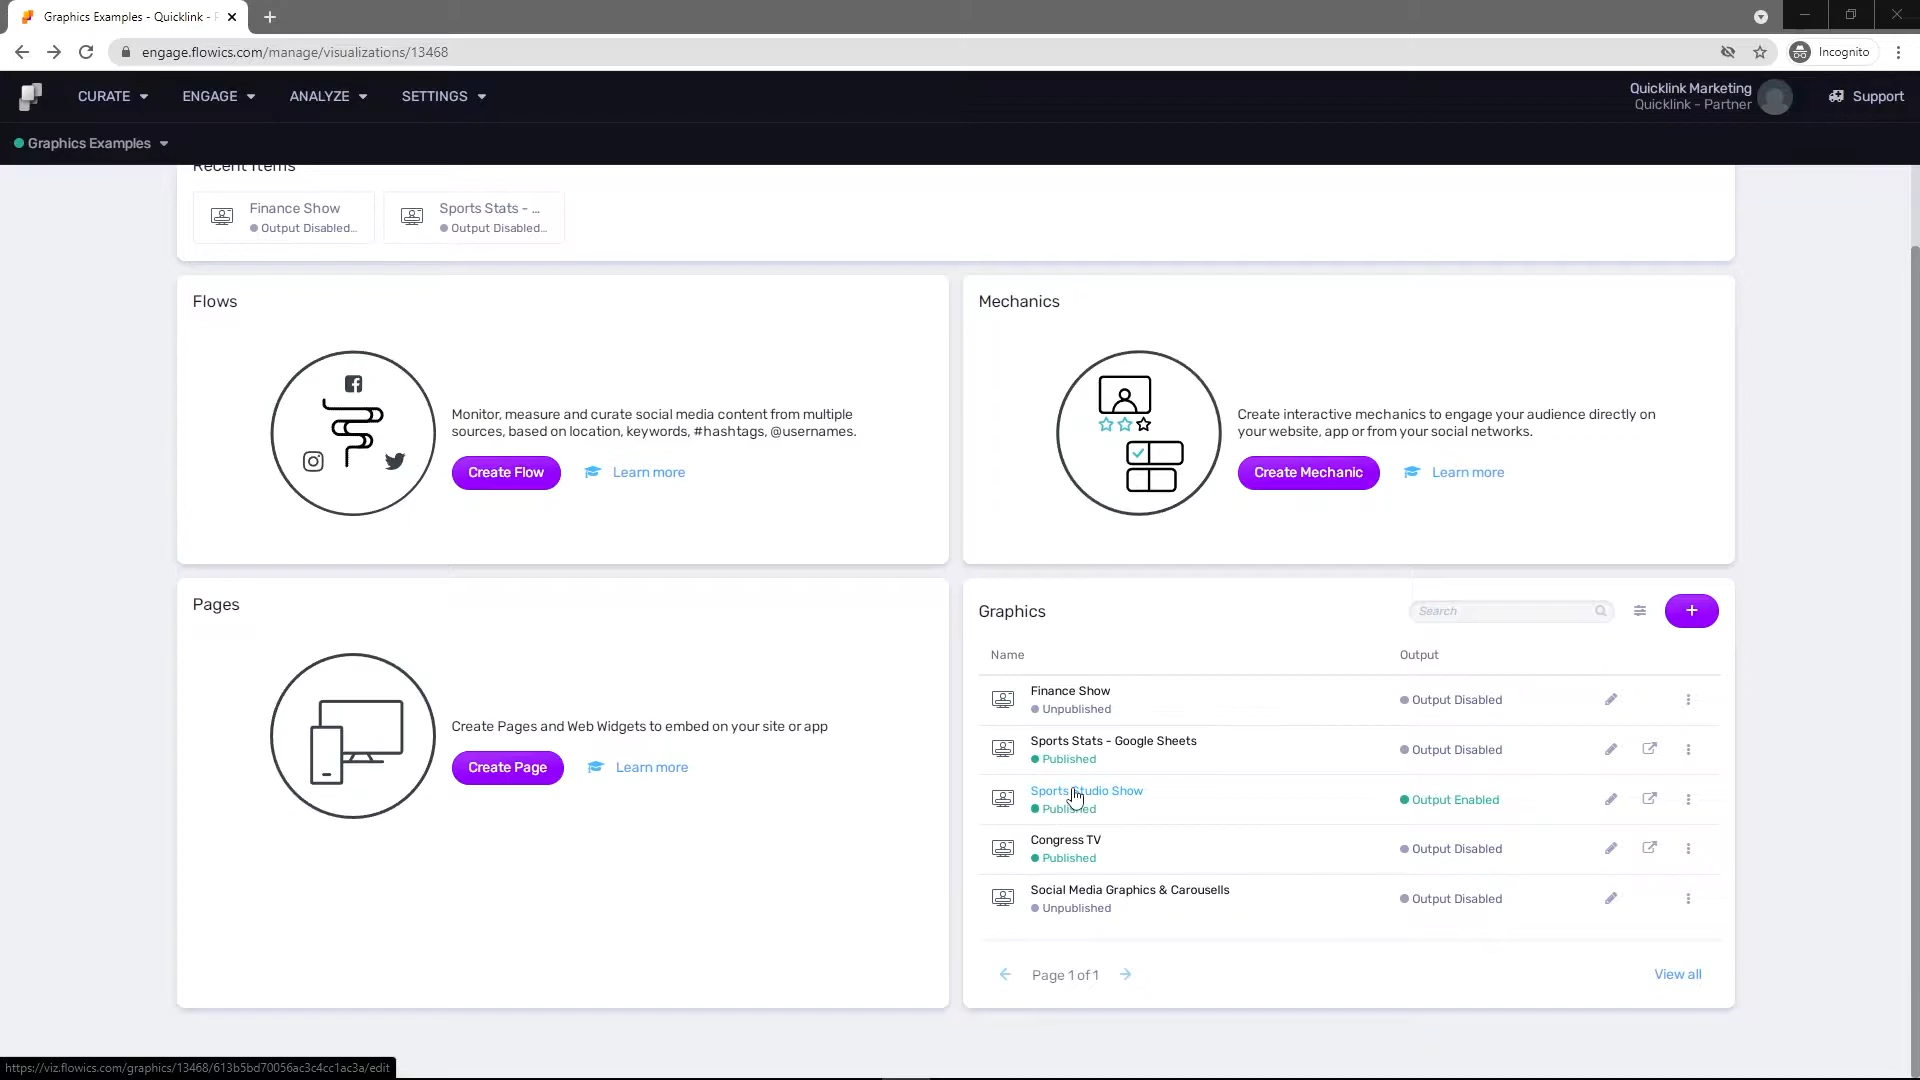 Graphics Examples - Quicklink -
engage.flowics.com/manage/visualizations/13468
Incognito
CURATE
ENGAGE
ANALYZE
SETTINGS
Quicklink Marketing
Quicklink - Partner
Support
Graphics Examples
Recent Items
Finance Show
Output Disabled...
Sports Stats - ...
Output Disabled...
Flows
Monitor, measure and curate social media content from multiple
sources, based on location, keywords, #hashtags, @usernames.
Create Flow
Learn more
Mechanics
Create interactive mechanics to engage your audience directly on
your website, app or from your social networks.
Create Mechanic
Learn more
Pages
Create Pages and Web Widgets to embed on your site or app
Create Page
Learn more
Graphics
Search
Name
Output
Finance Show
Unpublished
Output Disabled
Sports Stats - Google Sheets
Published
Output Disabled
Sports Studio Show
Published
Output Enabled
Congress TV
Published
Output Disabled
Social Media Graphics & Carousells
Unpublished
Output Disabled
Page 1 of 1
View all
https://viz.flowics.com/graphics/13468/613b5bd70056ac3c4cc1ac3a/edit